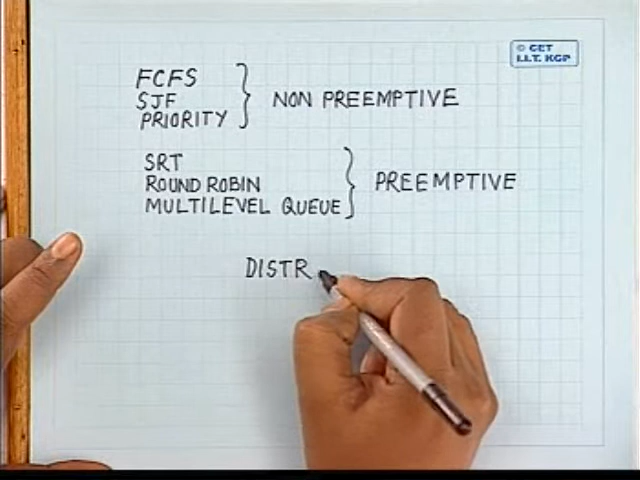 © CET
I.I.T. KGP
FCFS
SJF
PRIORITY
NON PREEMPTIVE
SRT
ROUND ROBIN
MULTILEVEL QUEUE
PREEMPTIVE
DISTR